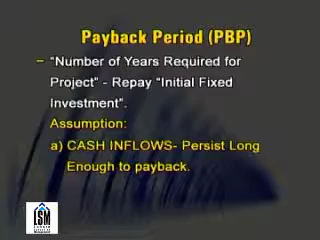 Payback Period (PBP)
– "Number of Years Required for
Project" - Repay "Initial Fixed
Investment".
Assumption:
a) CASH INFLOWS- Persist Long
Enough to payback.
LSM